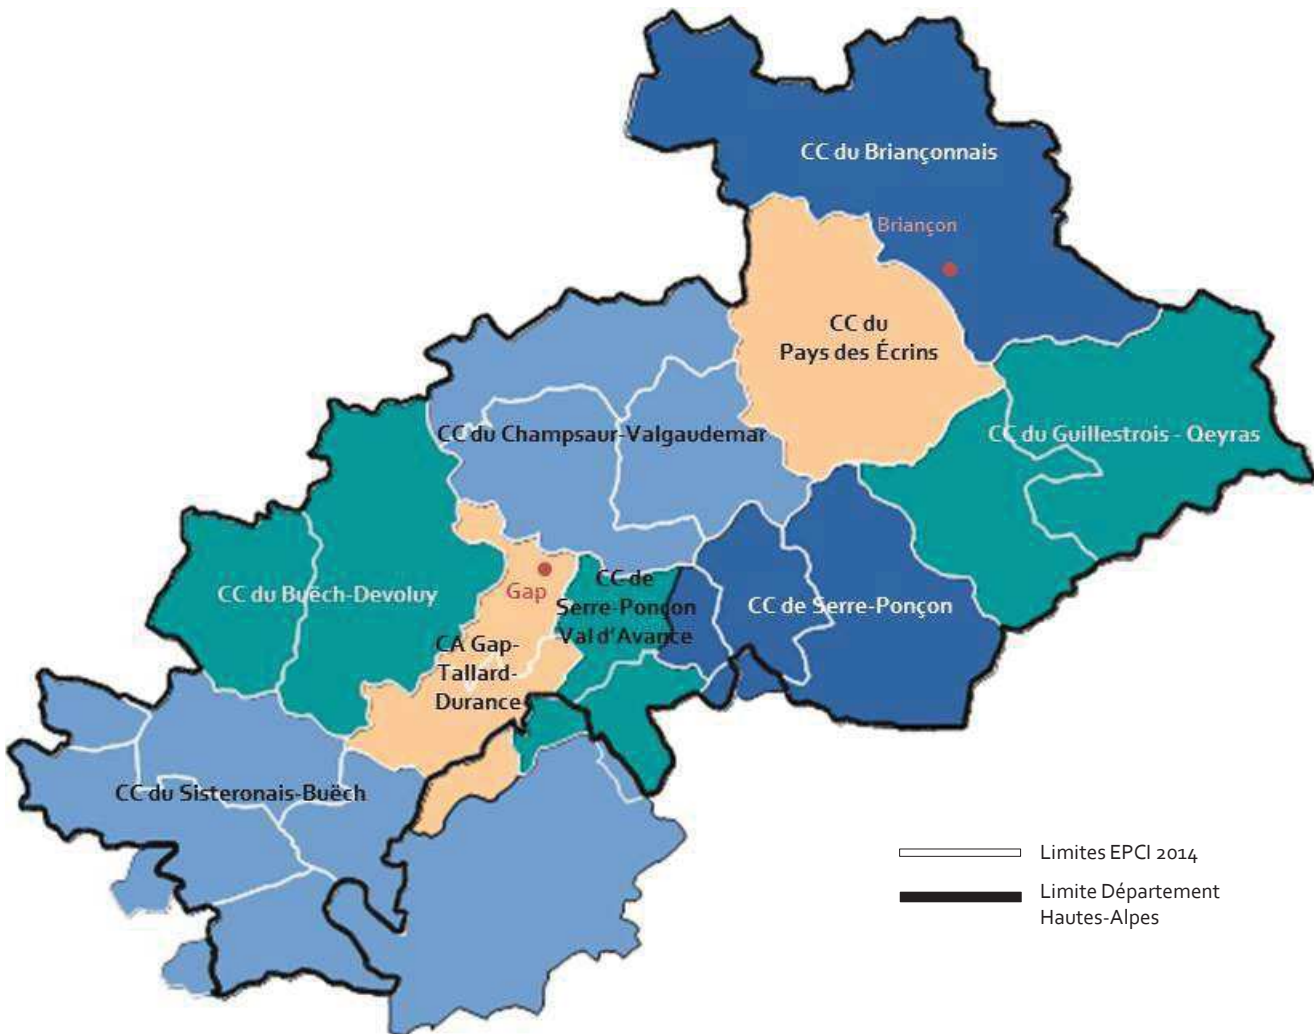 CC du Briançonnais
Briançon
CC du
Pays des Écrins
CC du Champsaur-Valgaudemar
CC du Guillestrois - Qeyras
CC du Buëch-Devoluy
Gap
CC de
Serre-Ponçon
Val d'Avance
CC de Serre-Ponçon
CA Gap-
Tallard-
Durance
CC du Sisteronais-Buëch
Limites EPCI 2014
Limite Département
Hautes-Alpes